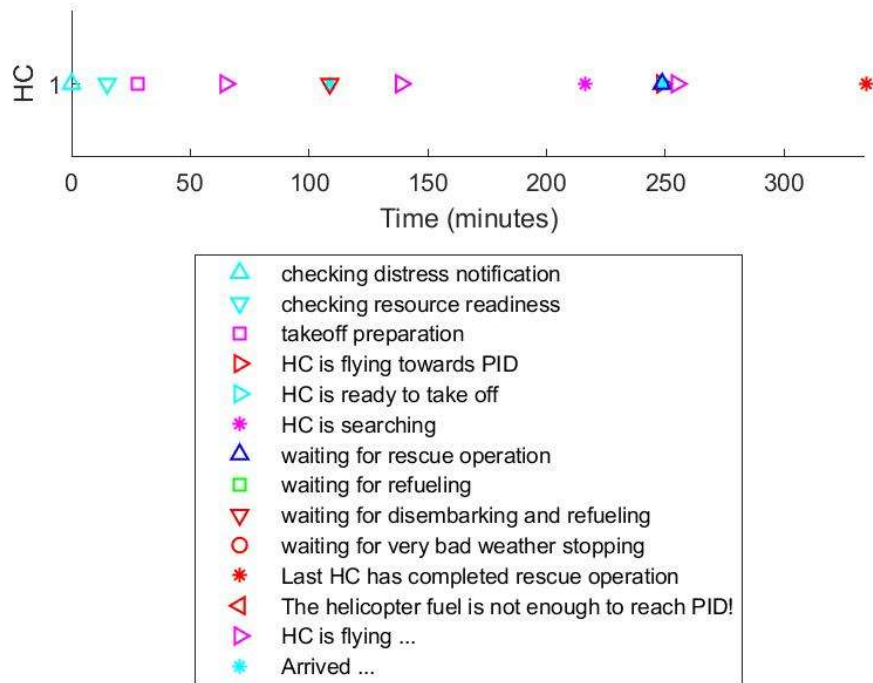 HC
1
0 50 100 150 200 250 300
Time (minutes)
checking distress notification
checking resource readiness
takeoff preparation
HC is flying towards PID
HC is ready to take off
HC is searching
waiting for rescue operation
waiting for refueling
waiting for disembarking and refueling
waiting for very bad weather stopping
Last HC has completed rescue operation
The helicopter fuel is not enough to reach PID!
HC is flying ...
Arrived ...